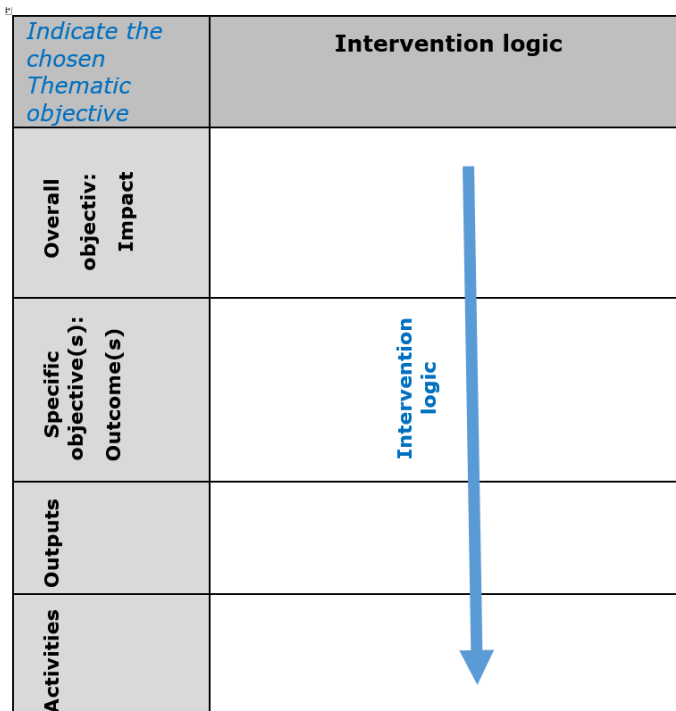 Indicate the
chosen
Thematic
objective
Intervention logic
Overall
objectiv:
Impact
Specific
objective(s):
Outcome(s)
Intervention
logic
Outputs
Activities